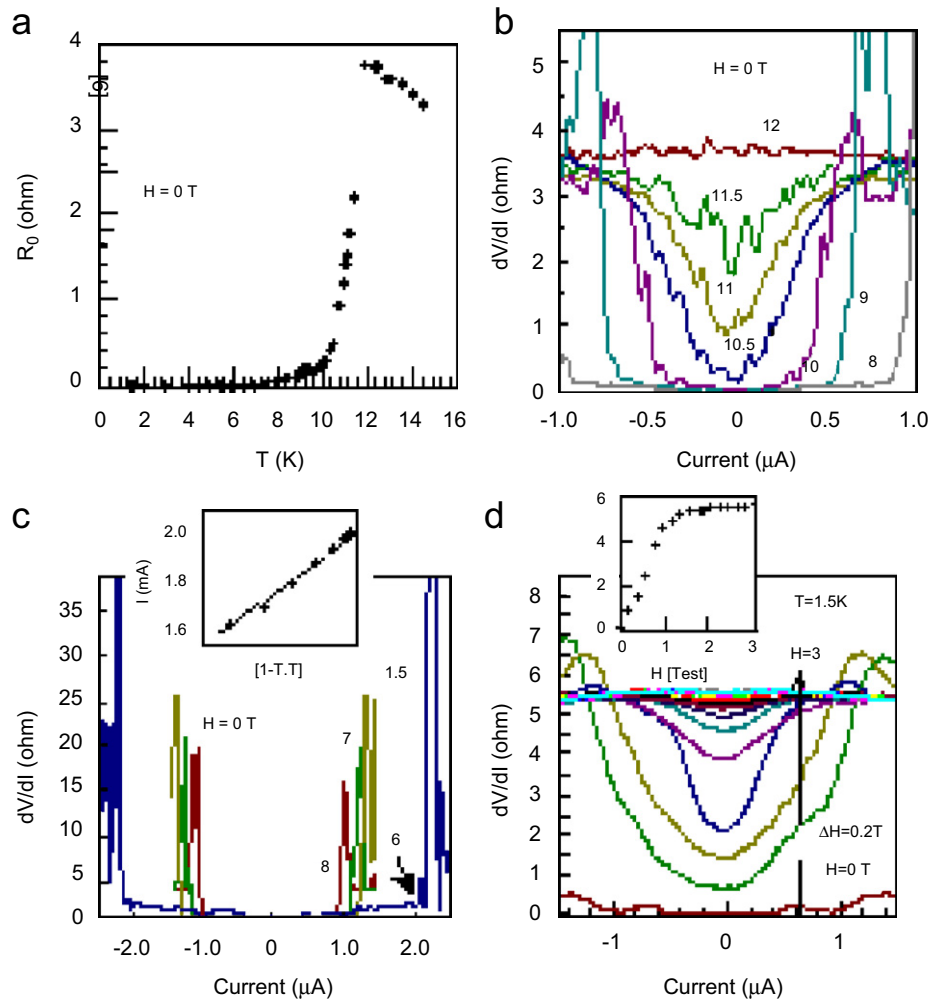 a
4
[g]
3
H = 0 T
2
R0 (ohm)
1
0
0 2 4 6 8 10 12 14 16
T (K)
b
5
H = 0 T
4
12
3
11.5
dV/dI (ohm)
2
11
9
1
10.5
10
8
0
-1.0 -0.5 0 0.5 1.0
Current (μA)
c
2.0
I (mA)
1.8
1.6
[1-T.T]
35
30
1.5
25
H = 0 T
20
7
dV/dI (ohm)
15
10
6
8
5
0
-2.0 -1.0 0 1.0 2.0
Current (μA)
d
6
4
2
0
0 1 2 3
8
T=1.5K
7
H=3
H [Test]
6
5
4
dV/dI (ohm)
3
2
ΔH=0.2T
1
H=0 T
0
-1 0 1
Current (μA)